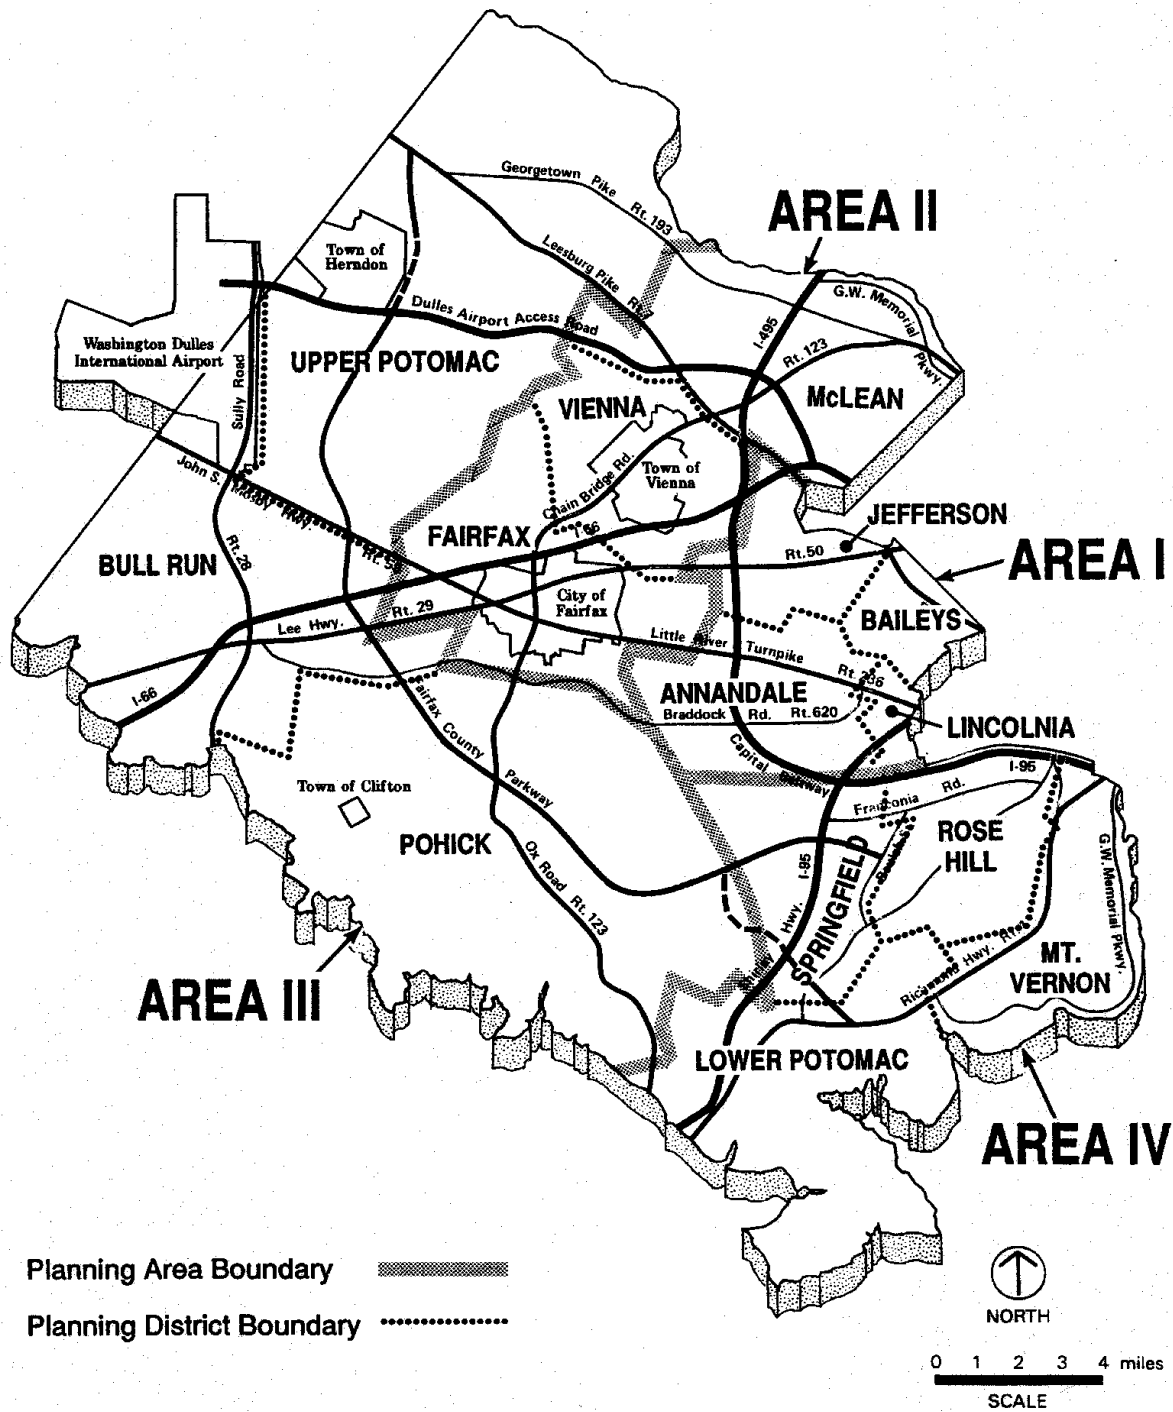 Georgetown Pike Rt. 193
AREA II
Town of
Herndon
Leesburg Pike Rt.
G.W. Memorial Pkwy.
Dulles Airport Access Road
I-495
Rt. 123
Washington Dulles
International Airport
UPPER POTOMAC
Sully Road
VIENNA
McLEAN
Chain Bridge Rd.
Town of
Vienna
John S. Mosby Hwy
JEFFERSON
FAIRFAX
I-66
Rt. 50
Rt.50
BULL RUN
Rt.28
AREA I
City of
Fairfax
Rt. 29
BAILEYS
Lee Hwy.
Little River Turnpike
Rt. 236
I-66
ANNANDALE
Braddock Rd. Rt.620
LINCOLNIA
Fairfax County Parkway
Capital Beltway
I-95
Town of Clifton
Franconia Rd.
POHICK
ROSE
HILL
Ox Road Rt. 123
I-95
SPRINGFIELD
G.W. Memorial Pkwy.
Hwy.
Richmond Hwy. Rt.
MT.
VERNON
AREA III
LOWER POTOMAC
AREA IV
Planning Area Boundary
Planning District Boundary
NORTH
0 1 2 3 4 miles
SCALE